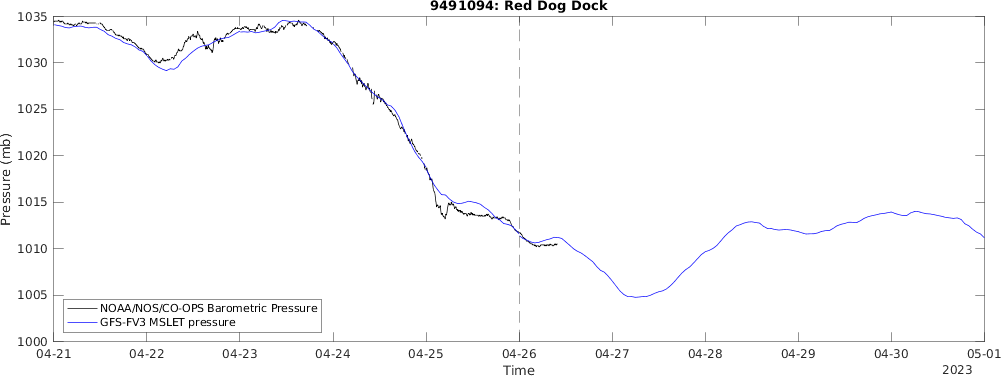 9491094: Red Dog Dock
Pressure (mb)
1035
1030
1025
1020
1015
1010
1005
1000
NOAA/NOS/CO-OPS Barometric Pressure
GFS-FV3 MSLET pressure
04-21 04-22 04-23 04-24 04-25 04-26 04-27 04-28 04-29 04-30 05-01
Time
2023